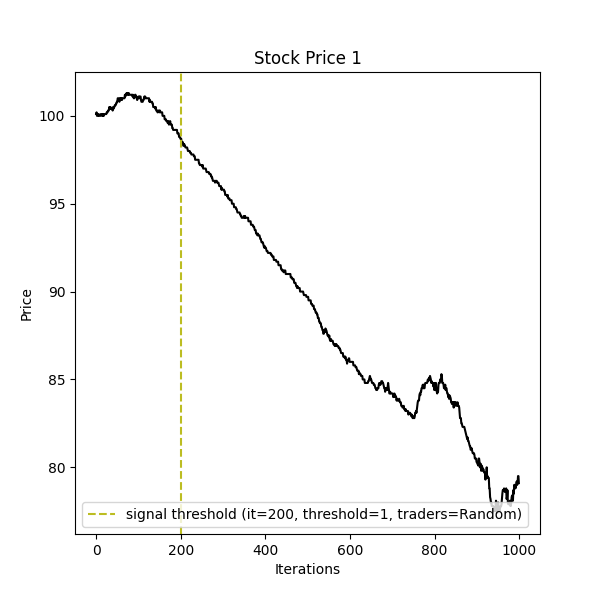 Stock Price 1
Price
100
95
90
85
80
signal threshold (it=200, threshold=1, traders=Random)
0 200 400 600 800 1000
Iterations